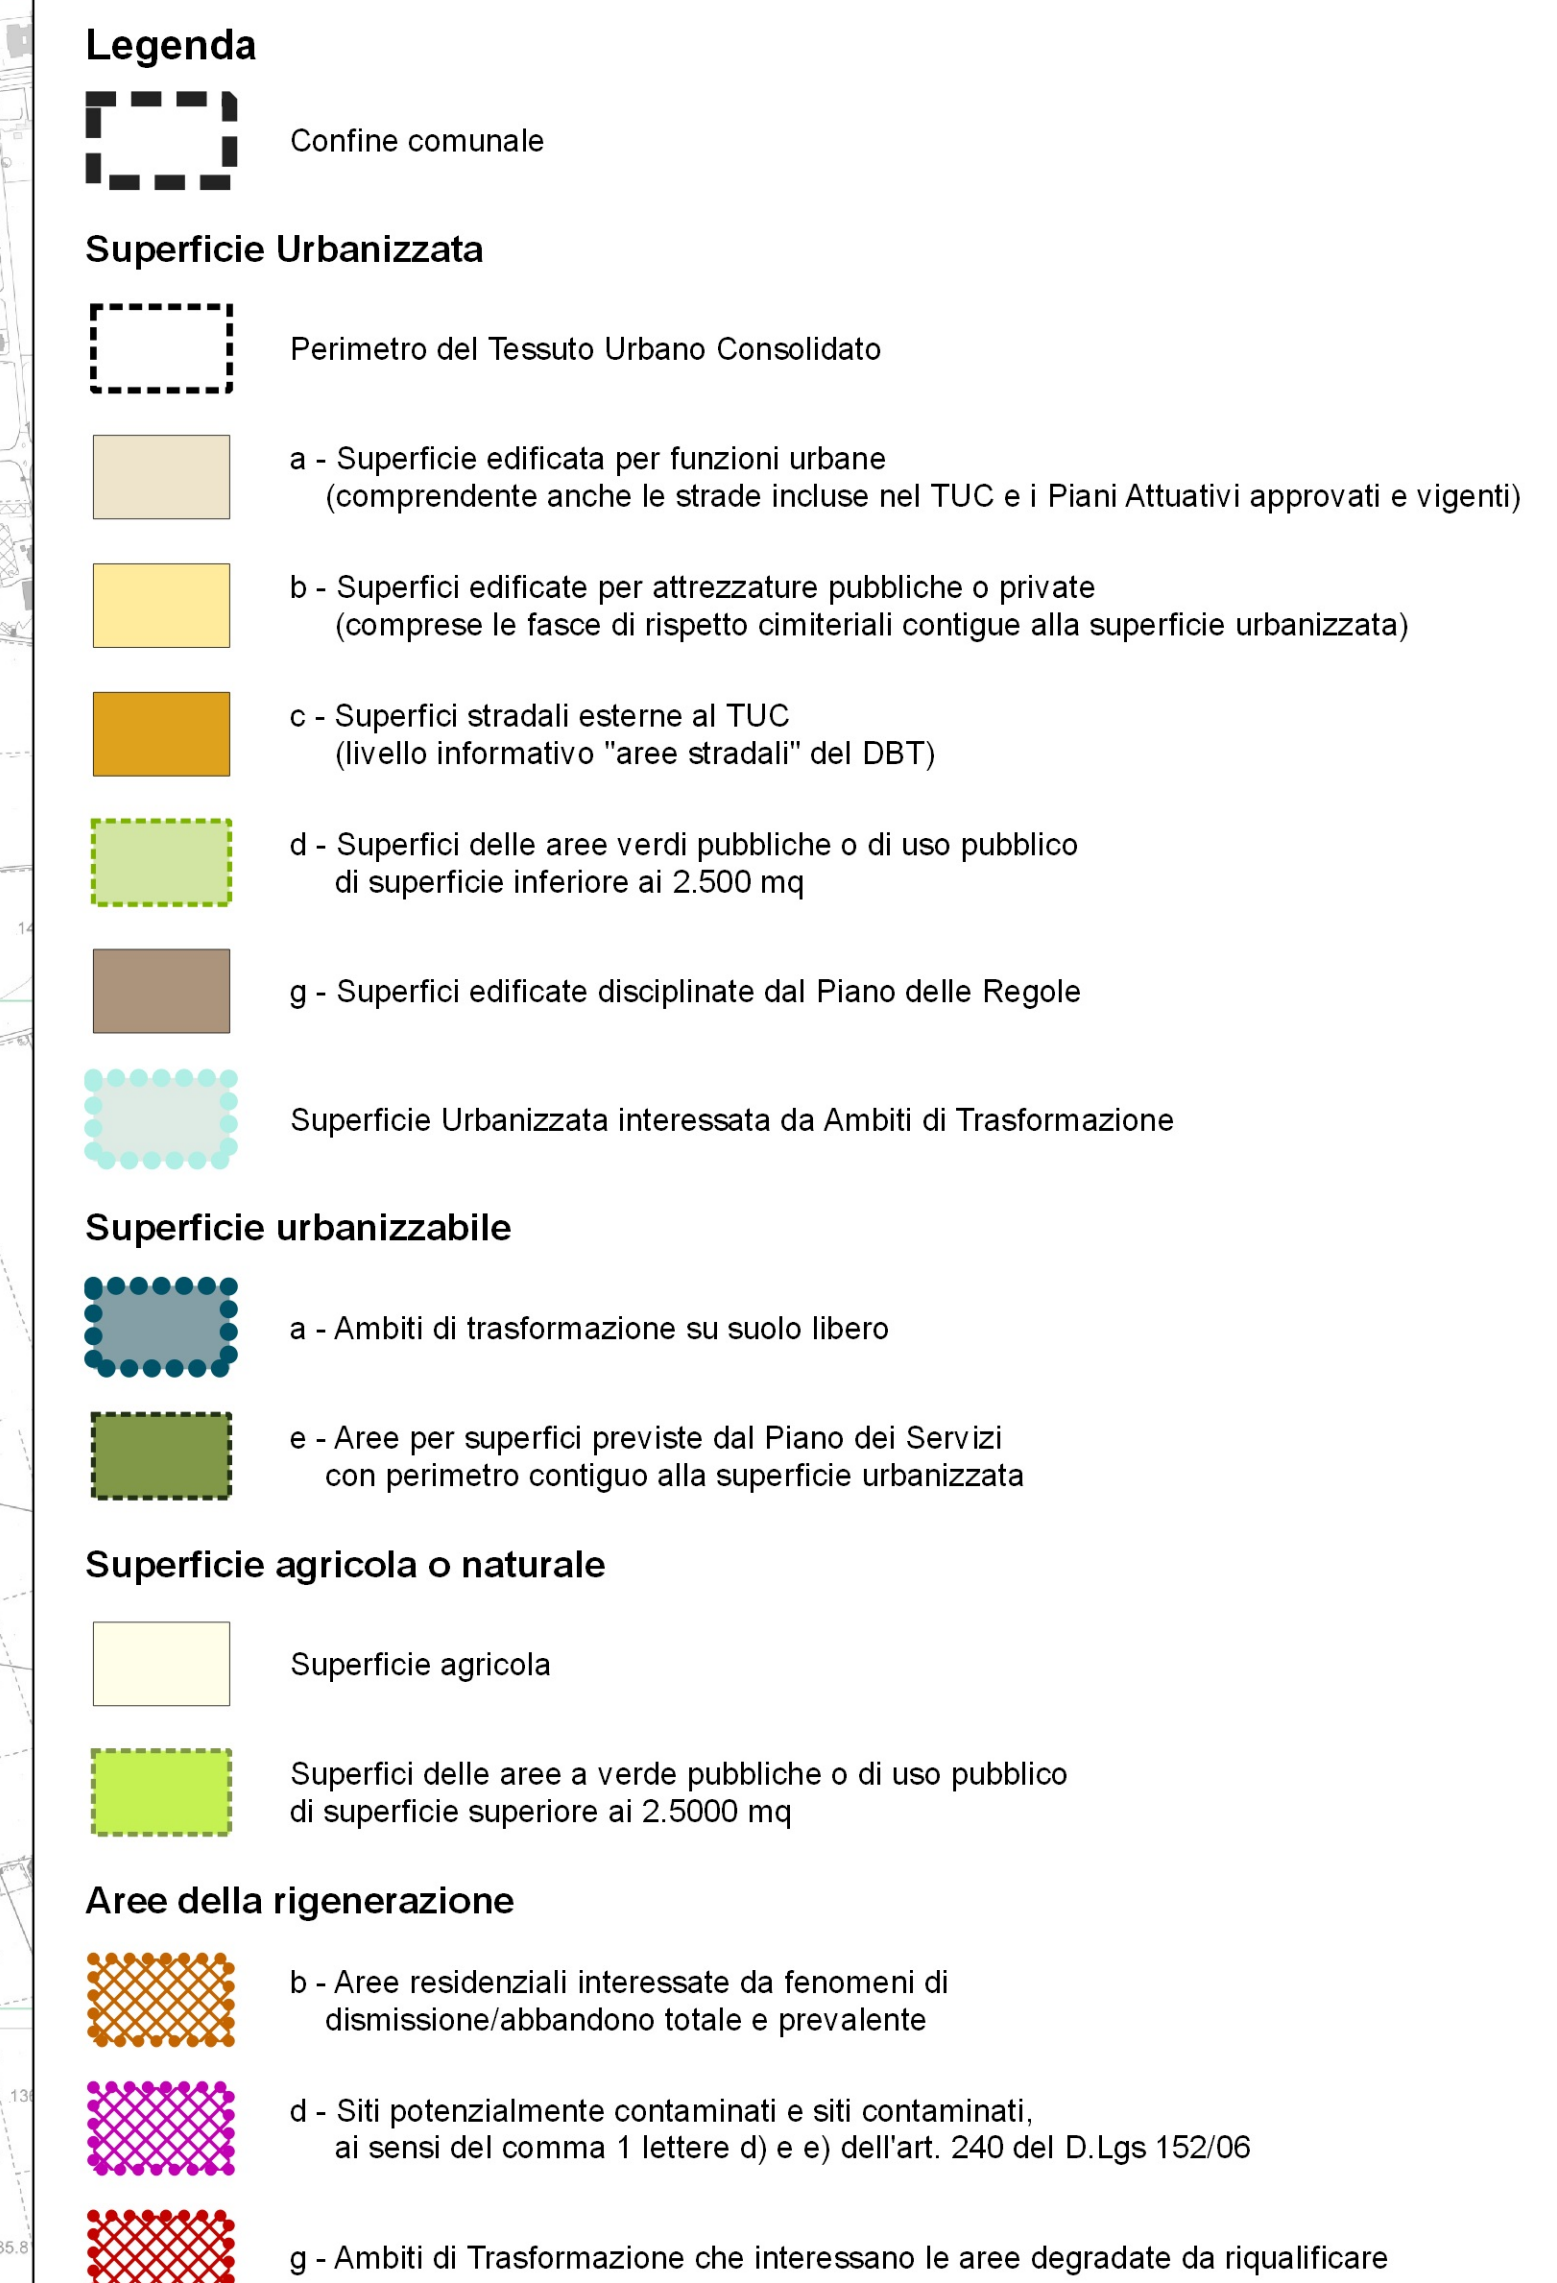 Legenda
Confine comunale
Superficie Urbanizzata
Perimetro del Tessuto Urbano Consolidato
a - Superficie edificata per funzioni urbane
(comprendente anche le strade incluse nel TUC e i Piani Attuativi approvati e vigenti)
b - Superfici edificate per attrezzature pubbliche o private
(comprese le fasce di rispetto cimiteriali contigue alla superficie urbanizzata)
c - Superfici stradali esterne al TUC
(livello informativo "aree stradali" del DBT)
d - Superfici delle aree verdi pubbliche o di uso pubblico
di superficie inferiore ai 2.500 mq
14
g - Superfici edificate disciplinate dal Piano delle Regole
Superficie Urbanizzata interessata da Ambiti di Trasformazione
Superficie urbanizzabile
a - Ambiti di trasformazione su suolo libero
e - Aree per superfici previste dal Piano dei Servizi
con perimetro contiguo alla superficie urbanizzata
Superficie agricola o naturale
Superficie agricola
Superfici delle aree a verde pubbliche o di uso pubblico
di superficie superiore ai 2.5000 mq
Aree della rigenerazione
b - Aree residenziali interessate da fenomeni di
dismissione/abbandono totale e prevalente
d - Siti potenzialmente contaminati e siti contaminati,
ai sensi del comma 1 lettere d) e e) dell'art. 240 del D.Lgs 152/06
g - Ambiti di Trasformazione che interessano le aree degradate da riqualificare